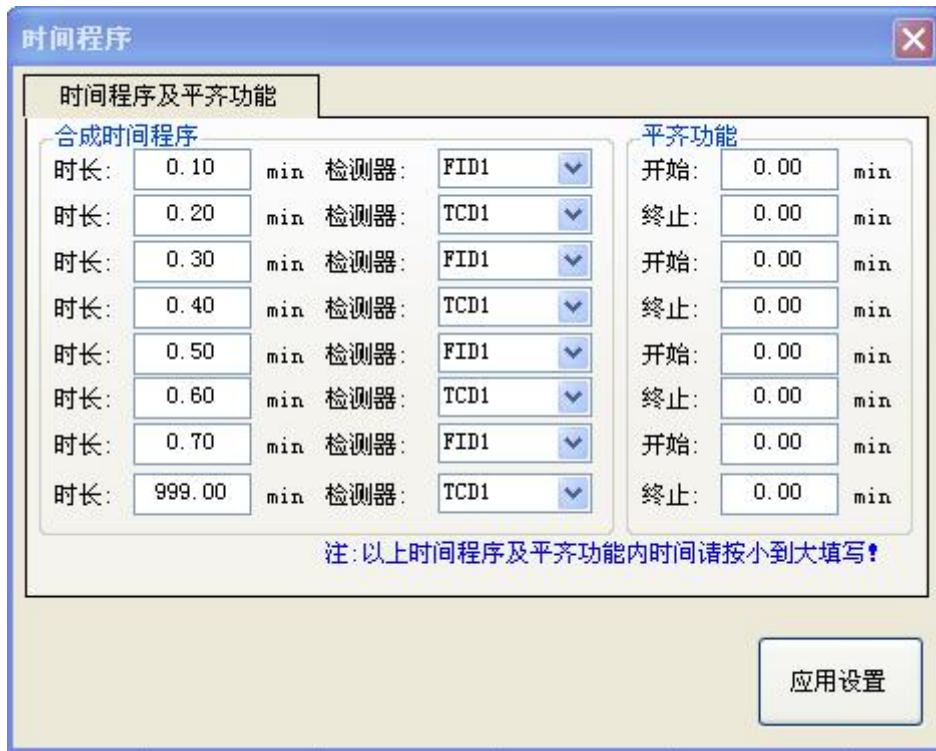 时间程序
时间程序及平齐功能
合成时间程序 平齐功能
时长: 0.10 min 检测器: FID1 开始: 0.00 min
时长: 0.20 min 检测器: TCD1 终止: 0.00 min
时长: 0.30 min 检测器: FID1 开始: 0.00 min
时长: 0.40 min 检测器: TCD1 终止: 0.00 min
时长: 0.50 min 检测器: FID1 开始: 0.00 min
时长: 0.60 min 检测器: TCD1 终止: 0.00 min
时长: 0.70 min 检测器: FID1 开始: 0.00 min
时长: 999.00 min 检测器: TCD1 终止: 0.00 min
注:以上时间程序及平齐功能内时间请按小到大填写!
应用设置